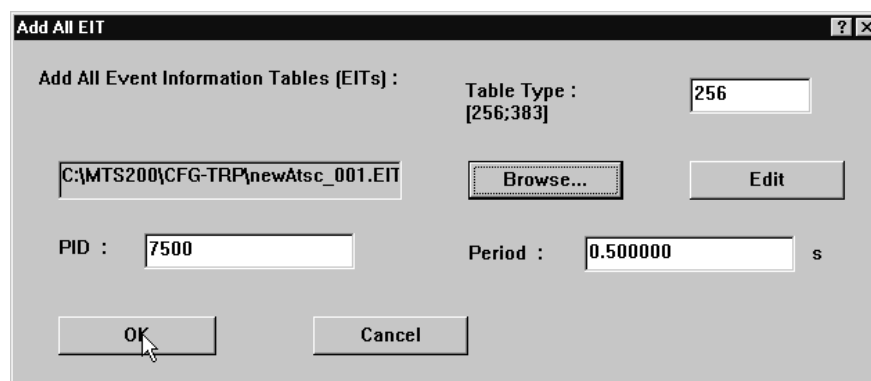 Add All EIT
Add All Event Information Tables (EITs) :
Table Type :
[256;383]
256
C:\MTS200\CFG-TRP\newAtsc_001.EIT
Browse...
Edit
PID :
7500
Period :
0.500000
s
OK
Cancel